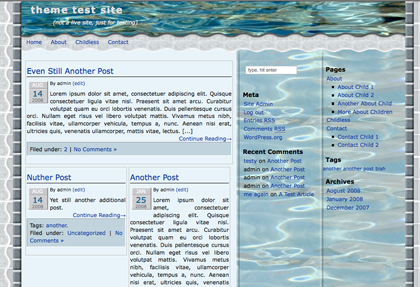 theme test site
(not a live site, just for testing)
Home About Childless Contact
Even Still Another Post
AUG
14
2008
By admin (edit)
Lorem ipsum dolor sit amet, consectetuer adipiscing elit. Quisque
consectetuer ligula vitae nisi. Praesent sit amet arcu. Curabitur
volutpat quam eu orci lobortis venenatis. Duis pellentesque cursus
orci. Nullam eget risus vel libero volutpat viverra. Vivamus metus nibh, facilisis
vitae, ullamcorper vehicula, tempus a, nunc. Aenean nisi erat,
ultricies quis, venenatis ullamcorper, mattis vitae, lectus. [...]
Continue Reading→
Filed under: 2 | No Comments »
Nuther Post
AUG
14
2008
By admin (edit)
Yet still another additional
post.
Continue Reading→
Tags: another.
Filed under: Uncategorized | No
Comments »
Another Post
JAN
25
2008
By admin (edit)
Lorem ipsum dolor sit
amet, consectetuer
adipiscing elit. Quisque
consectetuer ligula vitae
nisi. Praesent sit amet arcu. Curabitur
volutpat quam eu orci lobortis
venenatis. Duis pellentesque cursus
orci. Nullam eget risus vel libero
volutpat viverra. Vivamus metus
nibh, facilisis vitae, ullamcorper
vehicula, tempus a, nunc. Aenean nisi
erat, ultricies quis, venenatis
type, hit enter
Meta
Site Admin
Log out
Entries RSS
Comments RSS
WordPress.org
Recent Comments
testy on Another Post
admin on Another Post
admin on Another Post
admin on Another Post
me again on A Test Article
Pages
About
About Child 1
About Child 2
Another About Child
More About Children
Childless
Contact
Contact Child 1
Contact Child 2
Tags
another another post blah
Archives
August 2008
January 2008
December 2007